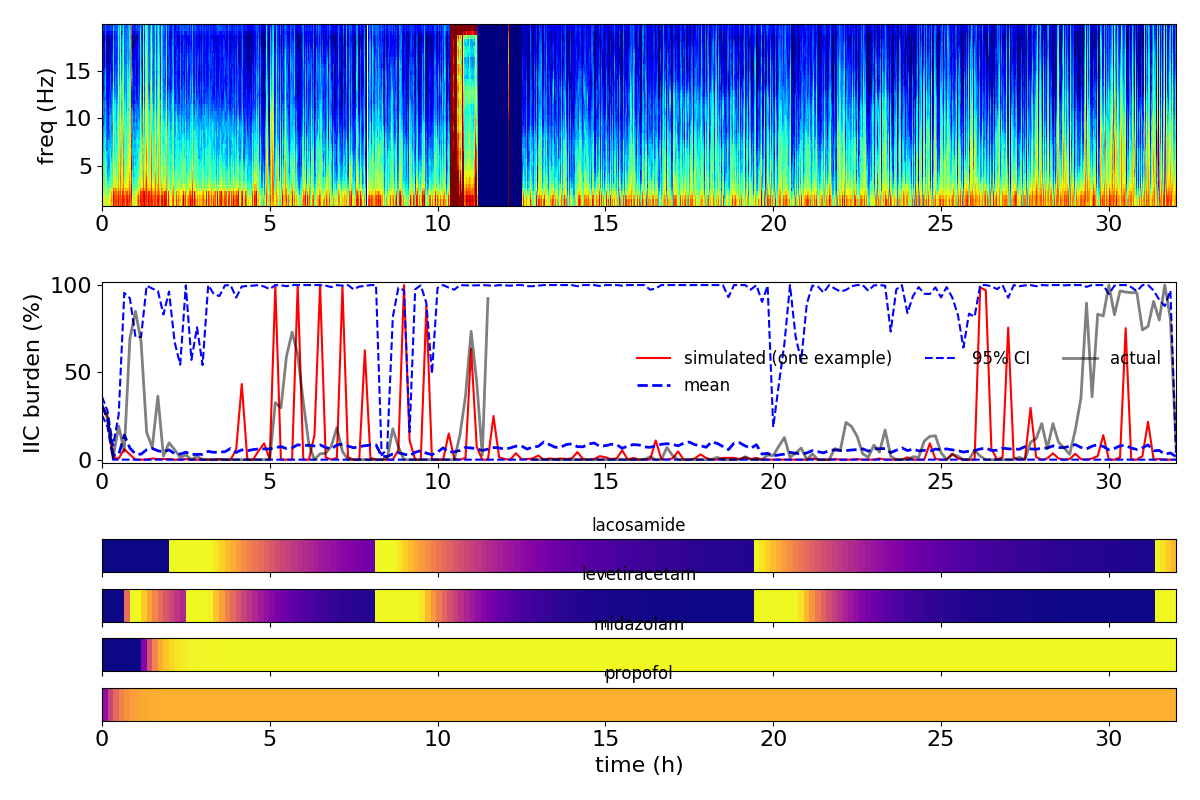 freq (Hz)
15
10
5
0 5 10 15 20 25 30
IIC burden (%)
100
50
0
simulated (one example) 95% CI actual
mean
0 5 10 15 20 25 30
lacosamide
levetiracetam
midazolam
propofol
0 5 10 15 20 25 30
time (h)